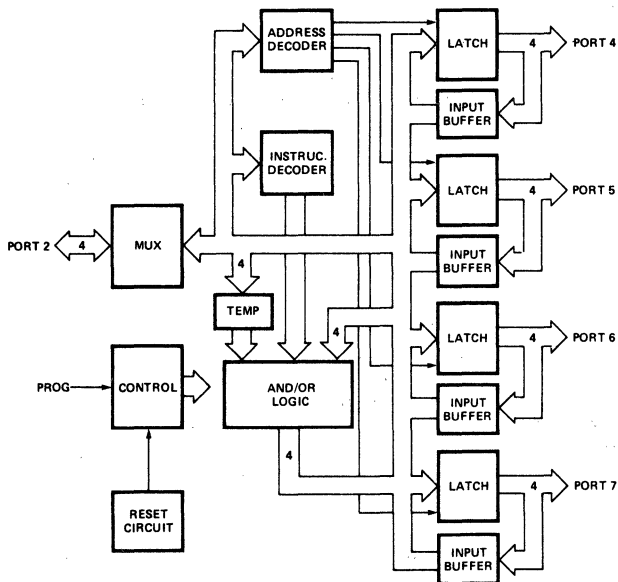 ADDRESS
DECODER
LATCH
4
PORT 4
INPUT
BUFFER
INSTRUC.
DECODER
LATCH
4
PORT 5
INPUT
BUFFER
PORT 2
4
MUX
4
TEMP
4
LATCH
4
PORT 6
INPUT
BUFFER
PROG
CONTROL
AND/OR
LOGIC
4
LATCH
4
PORT 7
INPUT
BUFFER
RESET
CIRCUIT